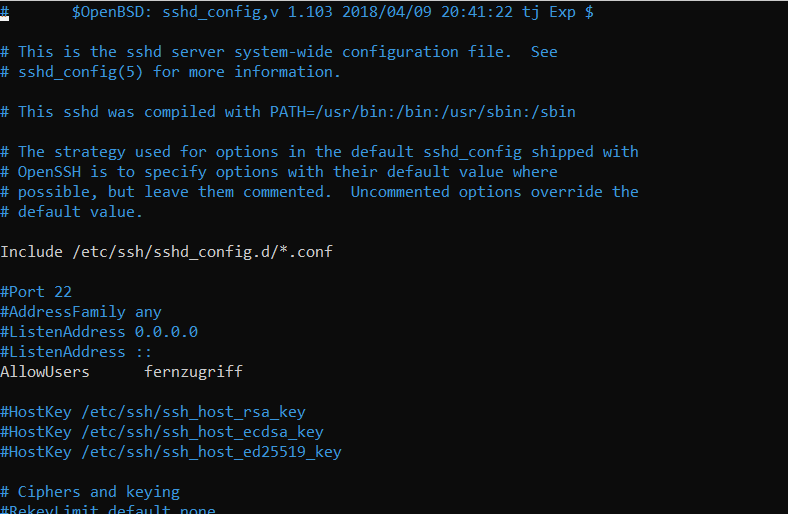 #       $OpenBSD: sshd_config,v 1.103 2018/04/09 20:41:22 tj Exp $
# This is the sshd server system-wide configuration file.  See
# sshd_config(5) for more information.
# This sshd was compiled with PATH=/usr/bin:/bin:/usr/sbin:/sbin
# The strategy used for options in the default sshd_config shipped with
# OpenSSH is to specify options with their default value where
# possible, but leave them commented.  Uncommented options override the
# default value.
Include /etc/ssh/sshd_config.d/*.conf
#Port 22
#AddressFamily any
#ListenAddress 0.0.0.0
#ListenAddress ::
AllowUsers      fernzugriff
#HostKey /etc/ssh/ssh_host_rsa_key
#HostKey /etc/ssh/ssh_host_ecdsa_key
#HostKey /etc/ssh/ssh_host_ed25519_key
# Ciphers and keying
#RekeyLimit default none